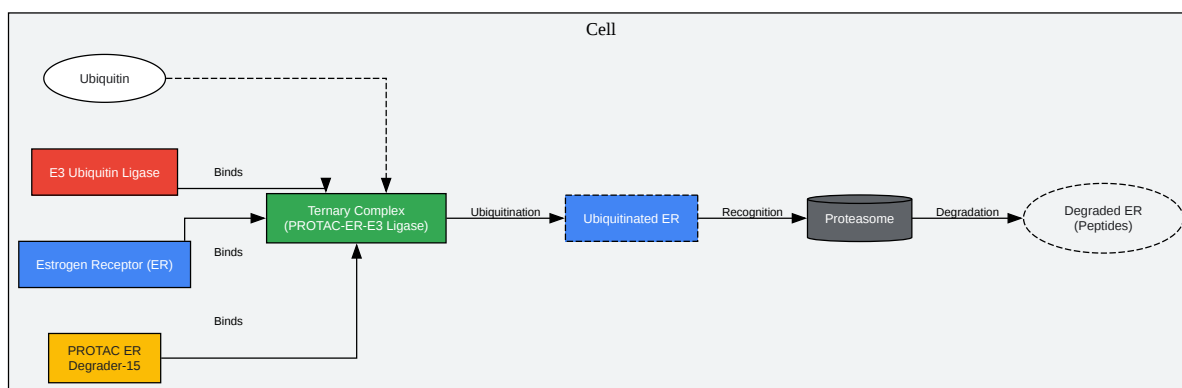 Cell
Ubiquitin
E3 Ubiquitin Ligase
Binds
Ternary Complex
(PROTAC-ER-E3 Ligase)
Ubiquitination
Ubiquitinated ER
Recognition
Proteasome
Degradation
Degraded ER
(Peptides)
Estrogen Receptor (ER)
Binds
Binds
PROTAC ER
Degrader-15